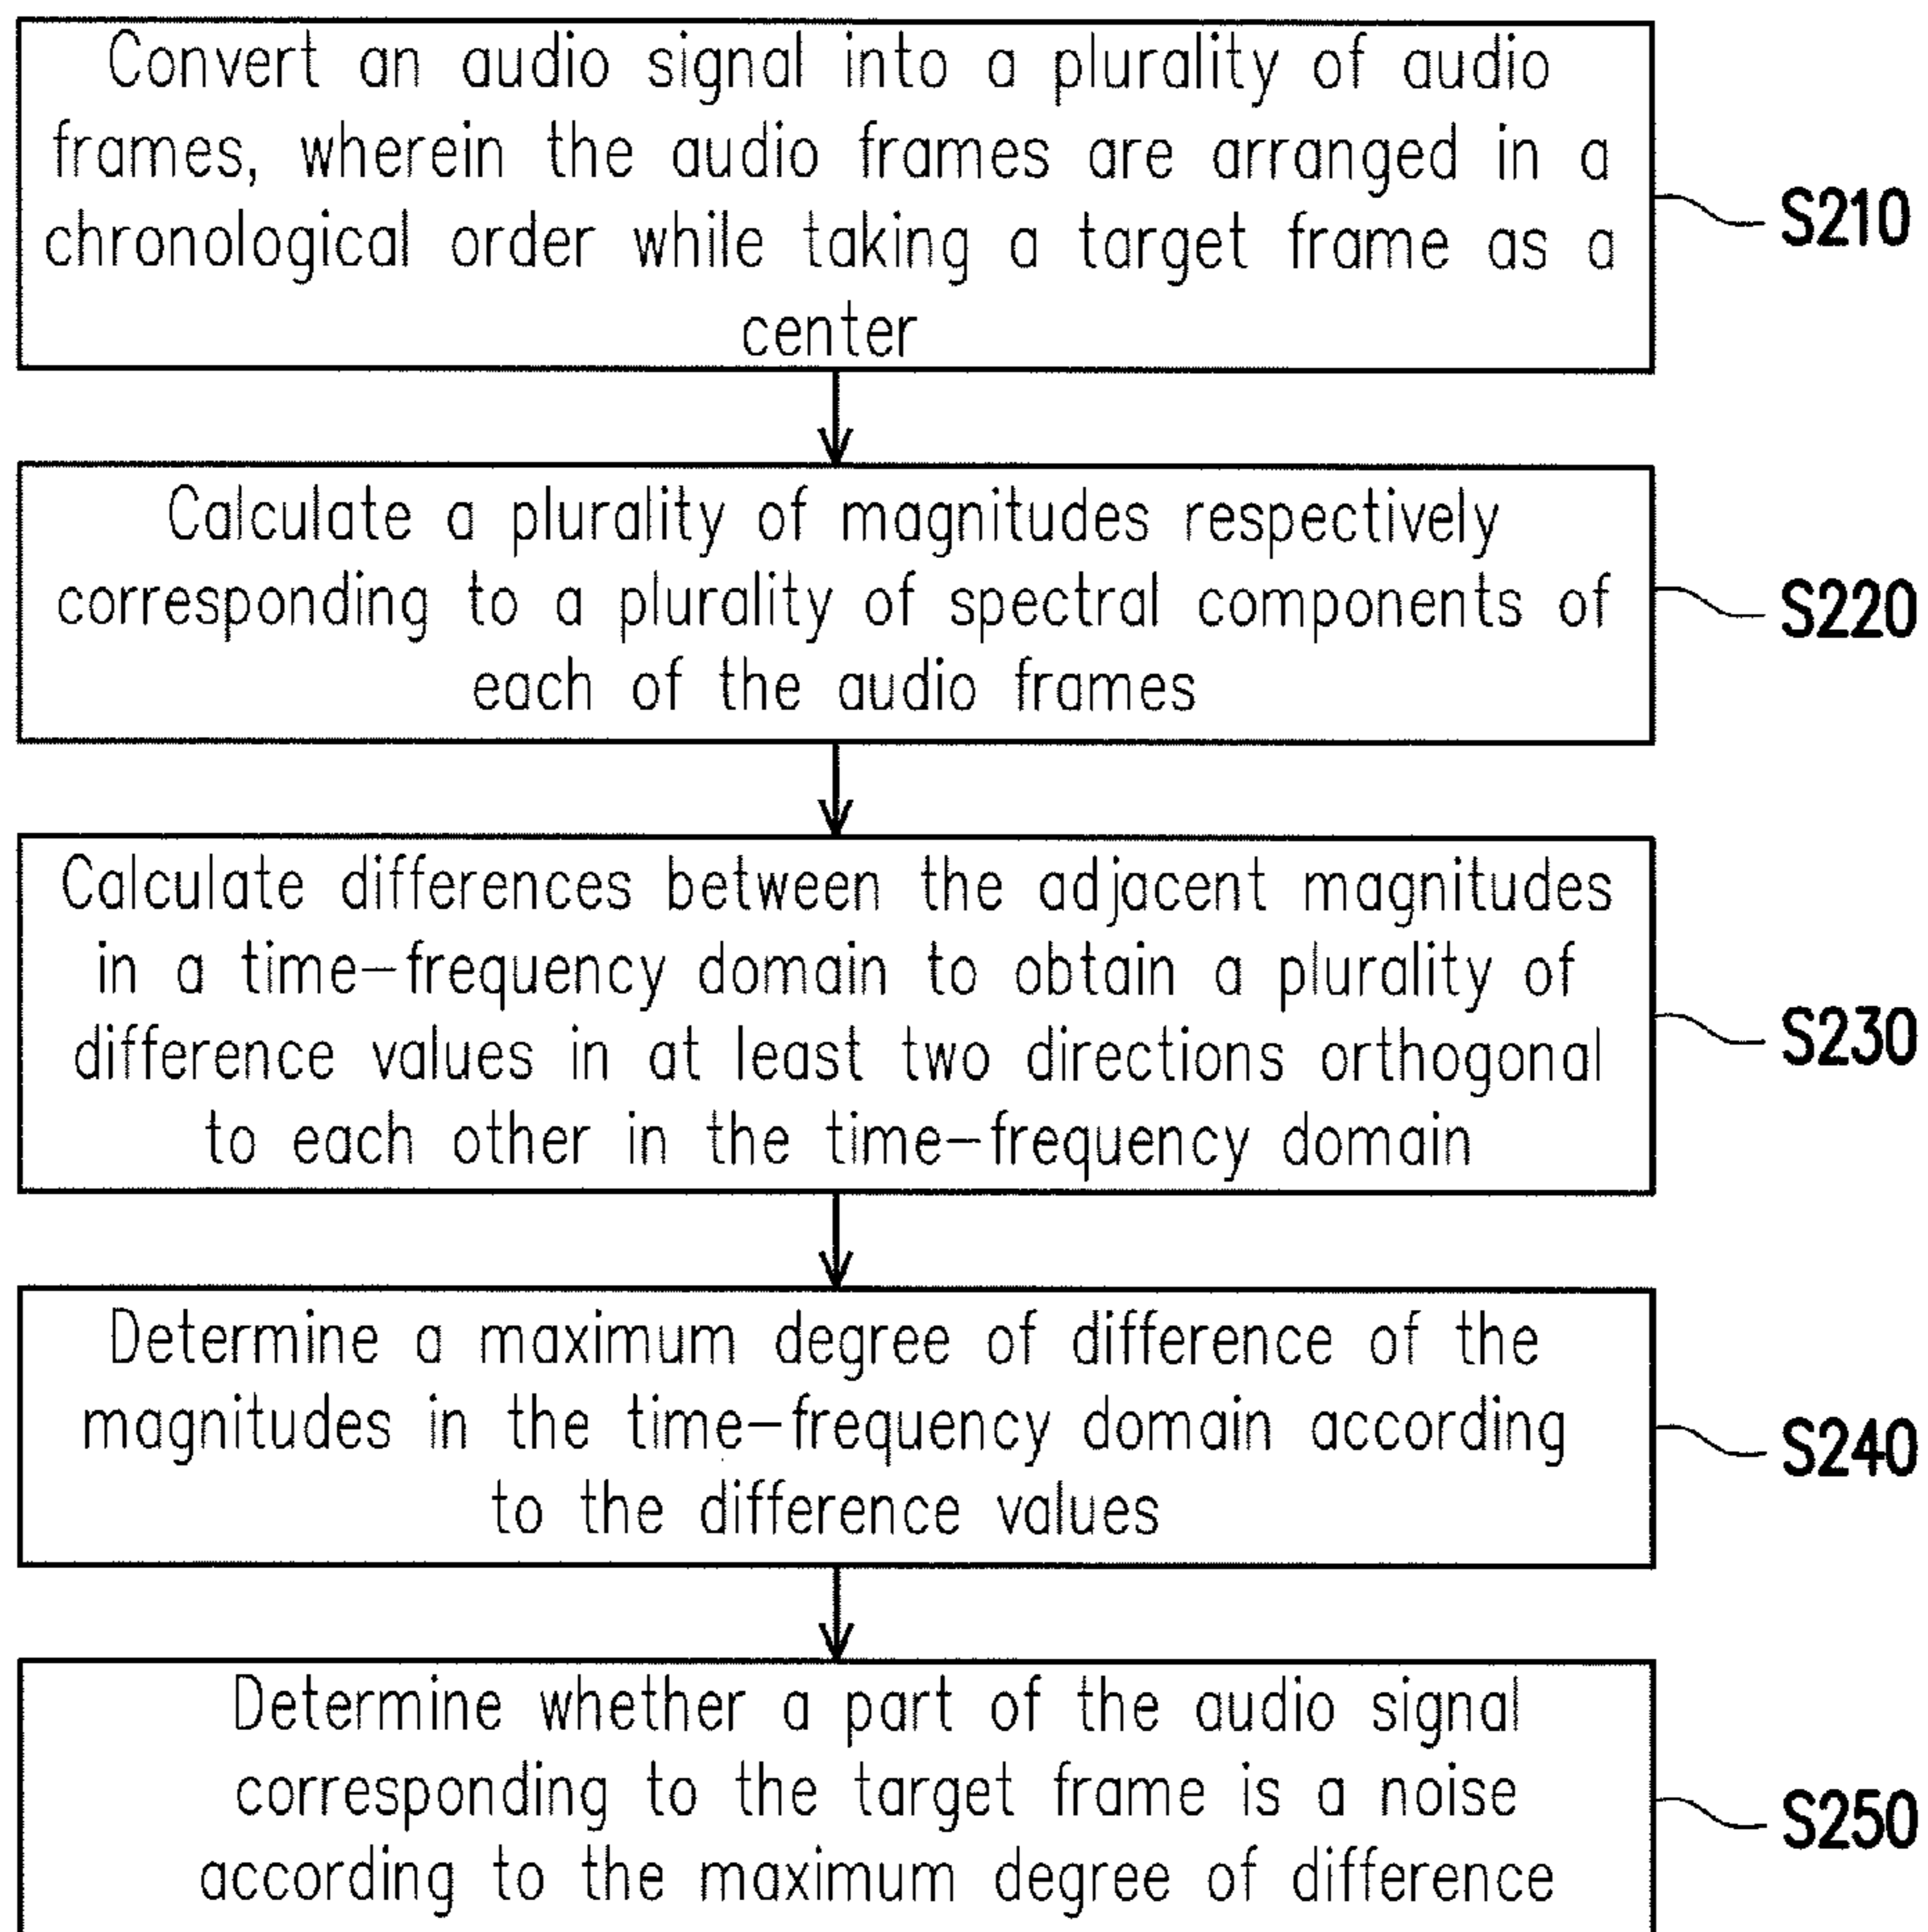 Convert an audio signal into a plurality of audio
frames, wherein the audio frames are arranged in a
chronological order while taking a target frame as a
center
S210
Calculate a plurality of magnitudes respectively
corresponding to a plurality of spectral components of
each of the audio frames
S220
Calculate differences between the adjacent magnitudes
in a time-frequency domain to obtain a plurality of
difference values in at least two directions orthogonal
to each other in the time-frequency domain
S230
Determine a maximum degree of difference of the
magnitudes in the time-frequency domain according
to the difference values
S240
Determine whether a part of the audio signal
corresponding to the target frame is a noise
according to the maximum degree of difference
S250